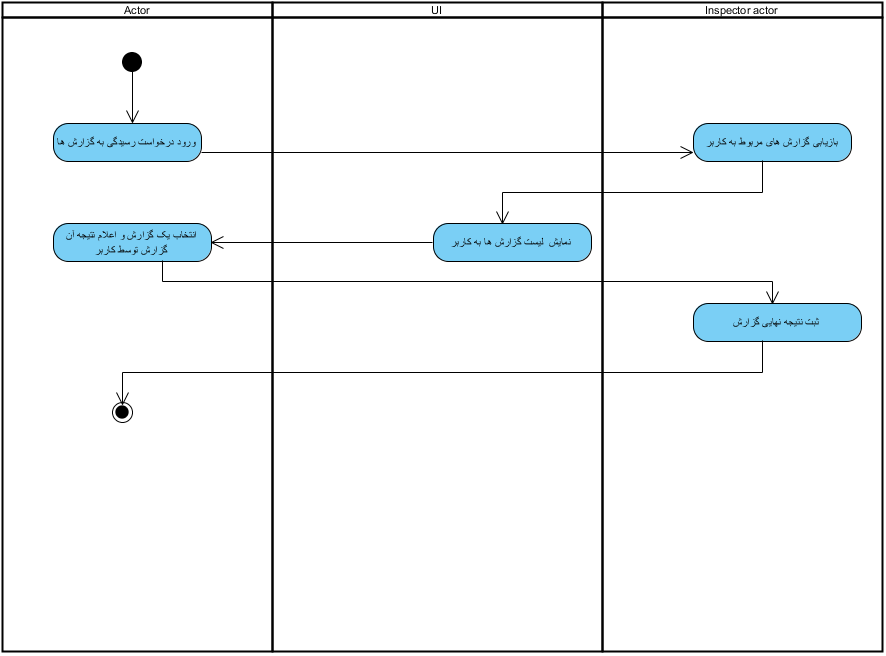 Actor
UI
Inspector actor
ورود درخواست رسیدگی به گزارش ها
بازیابی گزارش های مربوط به کاربر
نمایش لیست گزارش ها به کاربر
انتخاب یک گزارش و اعلام نتیجه آن
گزارش توسط کاربر
ثبت نتیجه نهایی گزارش